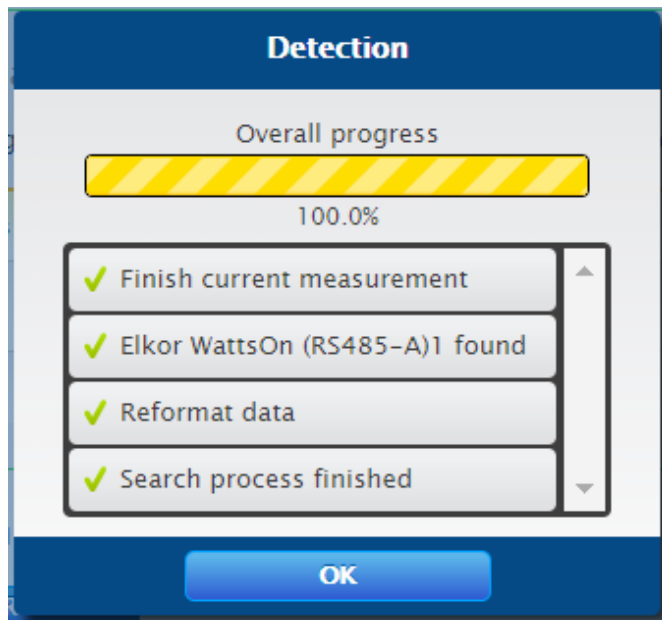 Detection
Overall progress
100.0%
Finish current measurement
Elkor WattsOn (RS485-A)1 found
Reformat data
Search process finished
OK